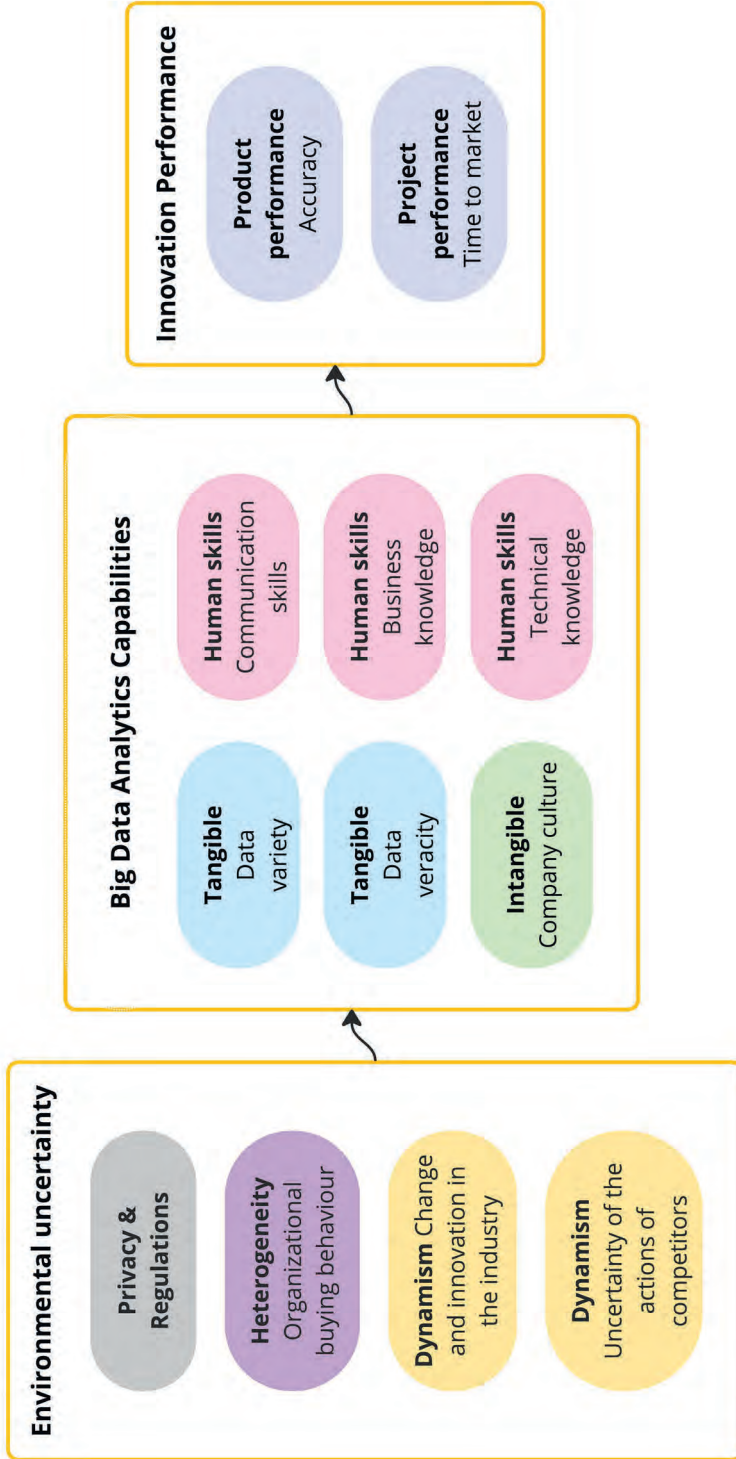 Environmental uncertainty
Privacy &
Regulations
Heterogeneity
Organizational
buying behaviour
Dynamism Change
and innovation in
the industry
Dynamism
Uncertainty of the
actions of
competitors
Big Data Analytics Capabilities
Tangible
Data
variety
Human skills
Communication
skills
Tangible
Data
veracity
Human skills
Business
knowledge
Intangible
Company culture
Human skills
Technical
knowledge
Innovation Performance
Product
performance
Accuracy
Project
performance
Time to market